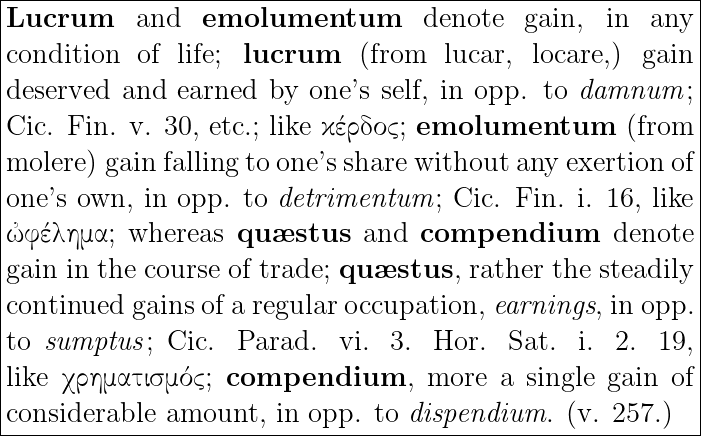 Lucrum and emolumentum denote gain, in any
condition of life; lucrum (from lucar, locare,) gain
deserved and earned by one's self, in opp. to damnum;
Cic. Fin. v. 30, etc.; like κέρδος; emolumentum (from
molere) gain falling to one's share without any exertion of
one's own, in opp. to detrimentum; Cic. Fin. i. 16, like
ὠφέλημα; whereas quæstus and compendium denote
gain in the course of trade; quæstus, rather the steadily
continued gains of a regular occupation, earnings, in opp.
to sumptus; Cic. Parad. vi. 3. Hor. Sat. i. 2. 19,
like χρηματισμός; compendium, more a single gain of
considerable amount, in opp. to dispendium. (v. 257.)